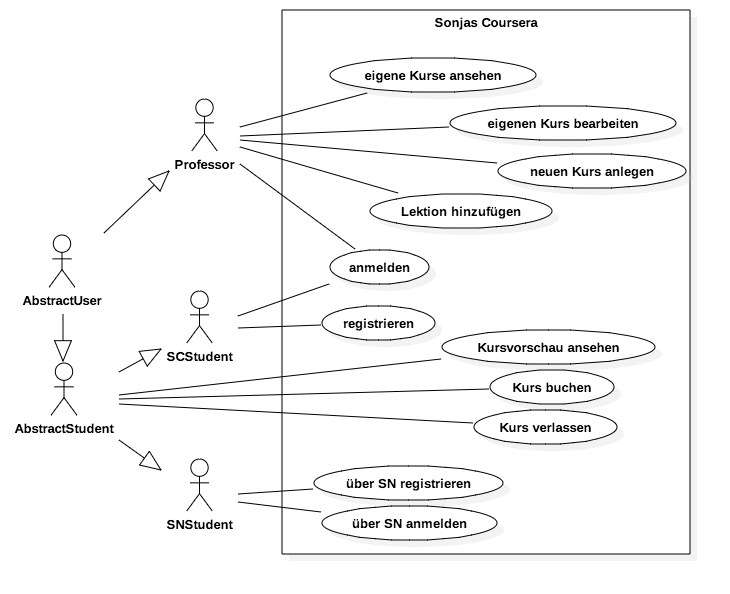 Sonjas Coursera
eigene Kurse ansehen
eigenen Kurs bearbeiten
Professor
neuen Kurs anlegen
Lektion hinzufügen
anmelden
AbstractUser
registrieren
SCStudent
Kursvorschau ansehen
Kurs buchen
AbstractStudent
Kurs verlassen
über SN registrieren
SNStudent
über SN anmelden